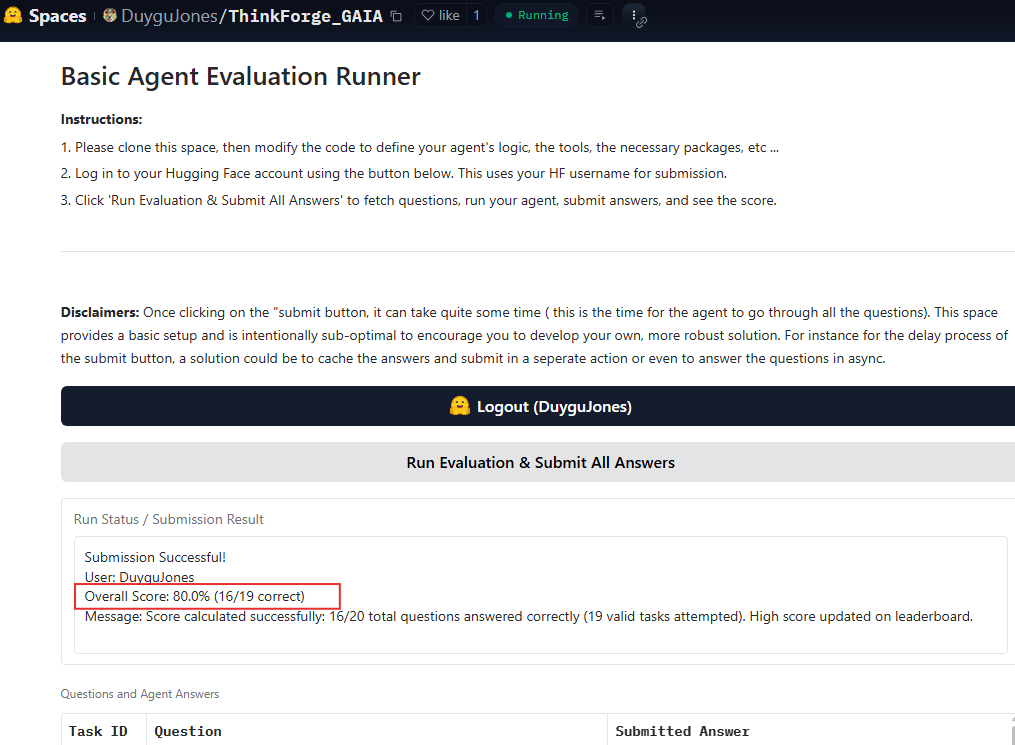 Spaces DuyguJones/ThinkForge_GAIA like 1 Running
Basic Agent Evaluation Runner
Instructions:
1. Please clone this space, then modify the code to define your agent's logic, the tools, the necessary packages, etc ...
2. Log in to your Hugging Face account using the button below. This uses your HF username for submission.
3. Click 'Run Evaluation & Submit All Answers' to fetch questions, run your agent, submit answers, and see the score.
Disclaimers: Once clicking on the "submit button, it can take quite some time ( this is the time for the agent to go through all the questions). This space
provides a basic setup and is intentionally sub-optimal to encourage you to develop your own, more robust solution. For instance for the delay process of
the submit button, a solution could be to cache the answers and submit in a seperate action or even to answer the questions in async.
Logout (DuyguJones)
Run Evaluation & Submit All Answers
Run Status / Submission Result
Submission Successful!
User: DuyguJones
Overall Score: 80.0% (16/19 correct)
Message: Score calculated successfully: 16/20 total questions answered correctly (19 valid tasks attempted). High score updated on leaderboard.
Questions and Agent Answers
Task ID Question Submitted Answer